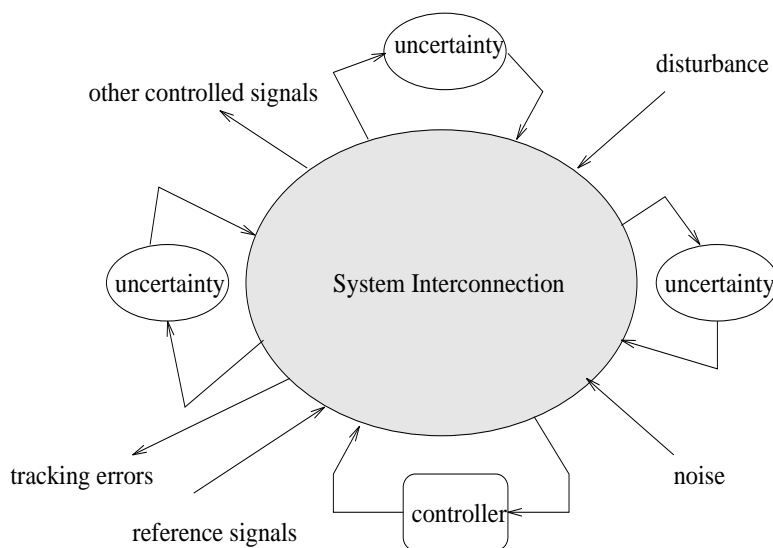 uncertainty
disturbance
other controlled signals
uncertainty
System Interconnection
uncertainty
tracking errors
noise
controller
reference signals